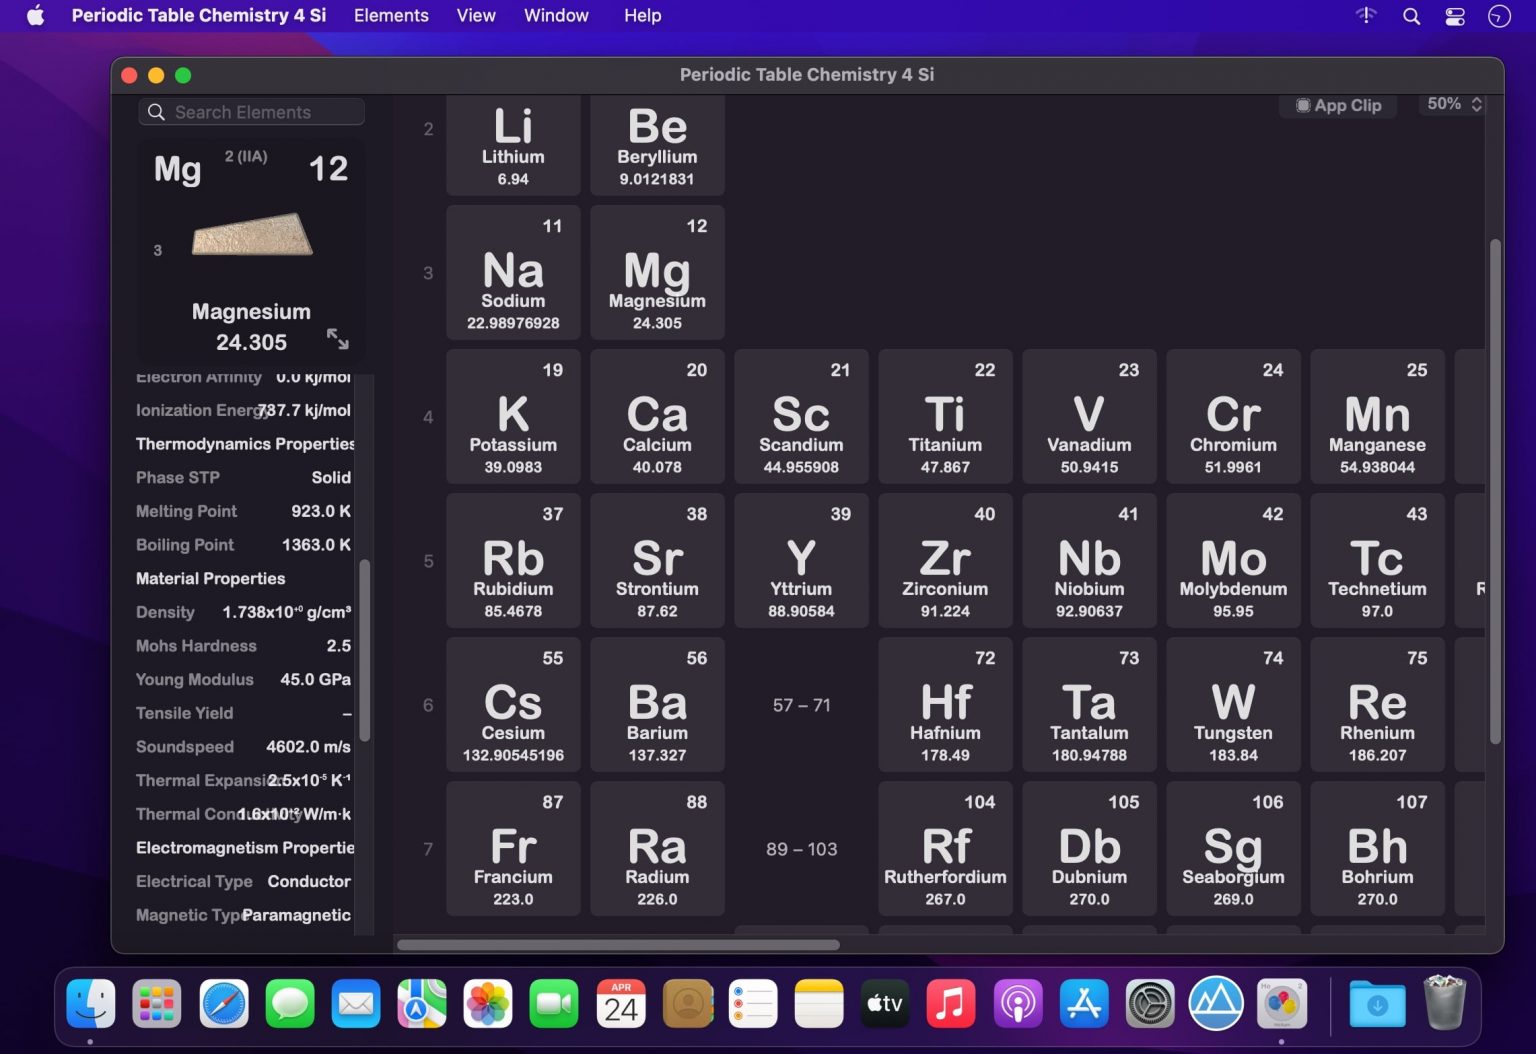 Periodic Table Chemistry 4 Si Elements View Window Help
Periodic Table Chemistry 4 Si
Search Elements
Mg 2 (IIA) 12
3
Magnesium
24.305
Electron Affinity 0.0 kj/mol
Ionization Energy 737.7 kj/mol
Thermodynamics Properties
Phase STP Solid
Melting Point 923.0 K
Boiling Point 1363.0 K
Material Properties
Density 1.738x10⁺⁰ g/cm³
Mohs Hardness 2.5
Young Modulus 45.0 GPa
Tensile Yield –
Soundspeed 4602.0 m/s
Thermal Expansion 2.5x10⁻⁵ K⁻¹
Thermal Conductivity 1.6x10⁺² W/m·k
Electromagnetism Propertie
Electrical Type Conductor
Magnetic Type Paramagnetic
App Clip 50%
2
Li Be
Lithium Beryllium
6.94 9.0121831
11 12
3
Na Mg
Sodium Magnesium
22.98976928 24.305
19 20 21 22 23 24 25
4
K Ca Sc Ti V Cr Mn
Potassium Calcium Scandium Titanium Vanadium Chromium Manganese
39.0983 40.078 44.955908 47.867 50.9415 51.9961 54.938044
37 38 39 40 41 42 43
5
Rb Sr Y Zr Nb Mo Tc
Rubidium Strontium Yttrium Zirconium Niobium Molybdenum Technetium R
85.4678 87.62 88.90584 91.224 92.90637 95.95 97.0
55 56 72 73 74 75
6 57 – 71
Cs Ba Hf Ta W Re
Cesium Barium Hafnium Tantalum Tungsten Rhenium
132.90545196 137.327 178.49 180.94788 183.84 186.207
87 88 104 105 106 107
7 89 – 103
Fr Ra Rf Db Sg Bh
Francium Radium Rutherfordium Dubnium Seaborgium Bohrium
223.0 226.0 267.0 270.0 269.0 270.0
APR
24
tv
He 2